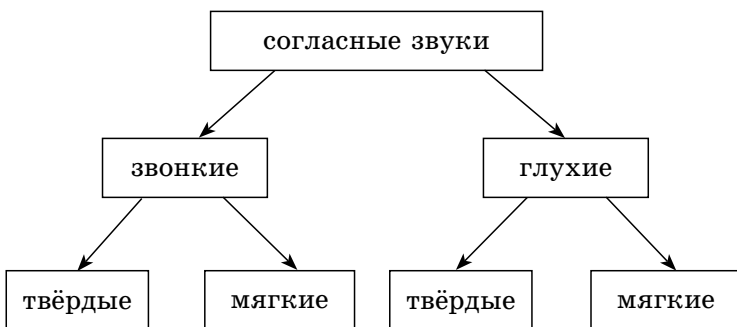 согласные звуки
звонкие
глухие
твёрдые
мягкие
твёрдые
мягкие